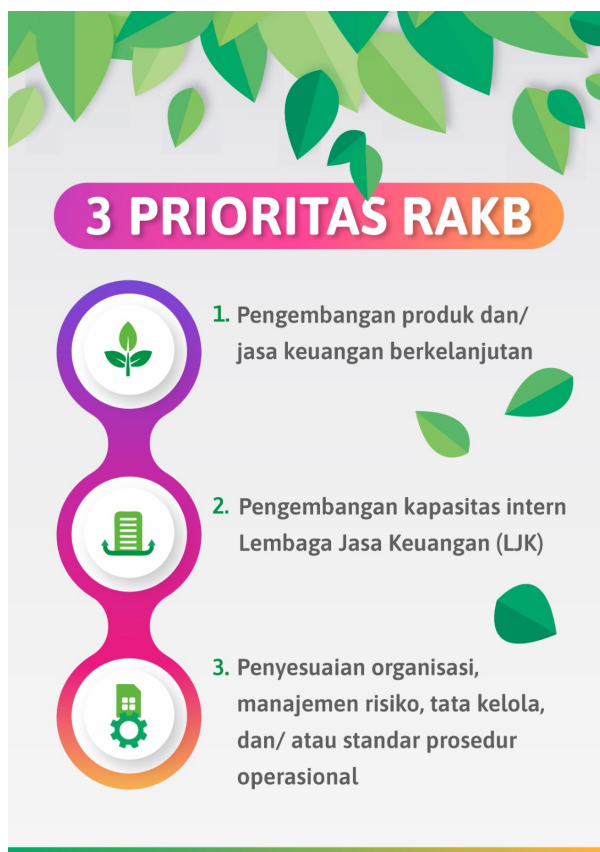 3 PRIORITAS RAKB
1. Pengembangan produk dan/
jasa keuangan berkelanjutan
2. Pengembangan kapasitas intern
Lembaga Jasa Keuangan (LJK)
3. Penyesuaian organisasi,
manajemen risiko, tata kelola,
dan/ atau standar prosedur
operasional